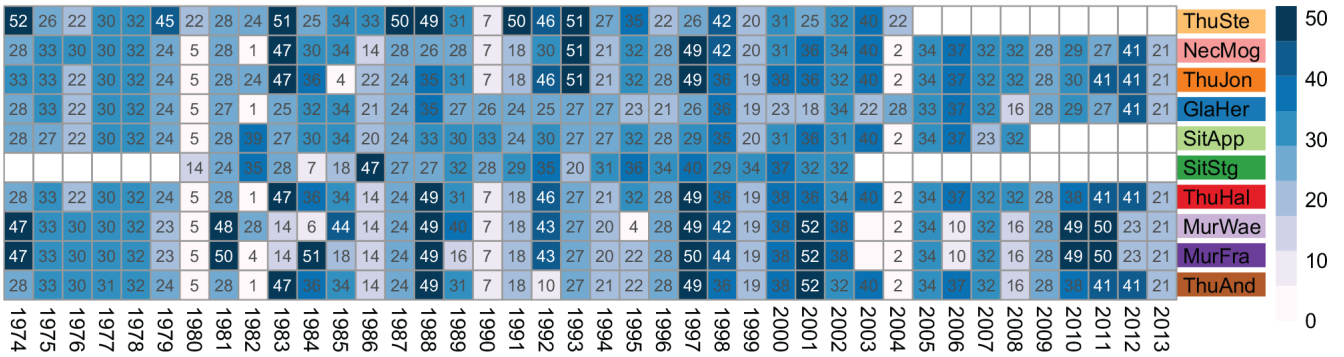 52 26 22 30 32 45 22 28 24 51 25 34 33 50 49 31 7 50 46 51 27 35 22 26 42 20 31 25 32 40 22 ThuSte
28 33 30 30 32 24 5 28 1 47 30 34 14 28 26 28 7 18 30 51 21 32 28 49 42 20 31 36 34 40 2 34 37 32 32 28 29 27 41 21 NecMog
33 33 22 30 32 24 5 28 24 47 36 4 22 24 35 31 7 18 46 51 21 32 28 49 36 19 38 36 32 40 2 34 37 32 32 28 30 41 41 21 ThuJon
28 33 22 30 32 24 5 27 1 25 32 34 21 24 35 27 26 24 25 27 27 23 21 26 36 19 23 18 34 22 28 33 37 32 16 28 29 27 41 21 GlaHer
28 27 22 30 32 24 5 28 39 27 30 34 20 24 33 30 33 24 30 27 27 32 28 29 35 20 31 36 31 40 2 34 37 23 32 SitApp
14 24 35 28 7 18 47 27 27 32 28 29 35 20 31 36 34 40 29 34 30 37 32 32 SitStg
28 33 22 30 32 24 5 28 1 47 36 34 14 24 49 31 7 18 46 27 21 32 28 49 36 19 38 36 34 40 2 34 37 32 32 28 38 41 41 21 ThuHal
47 33 30 30 32 23 5 48 28 14 6 44 14 24 49 40 7 18 43 27 20 4 28 49 42 19 38 52 38 2 34 10 32 16 28 49 50 23 21 MurWae
47 33 30 30 32 23 5 50 4 14 51 18 14 24 49 16 7 18 43 27 20 22 28 50 44 19 38 52 38 2 34 10 32 16 28 49 50 23 21 MurFra
28 33 30 31 32 24 5 28 1 47 36 34 14 24 49 31 7 18 10 27 21 22 28 49 36 19 38 52 32 40 2 34 37 32 16 28 38 41 41 21 ThuAnd
1974 1975 1976 1977 1978 1979 1980 1981 1982 1983 1984 1985 1986 1987 1988 1989 1990 1991 1992 1993 1994 1995 1996 1997 1998 1999 2000 2001 2002 2003 2004 2005 2006 2007 2008 2009 2010 2011 2012 2013
50
40
30
20
10
0